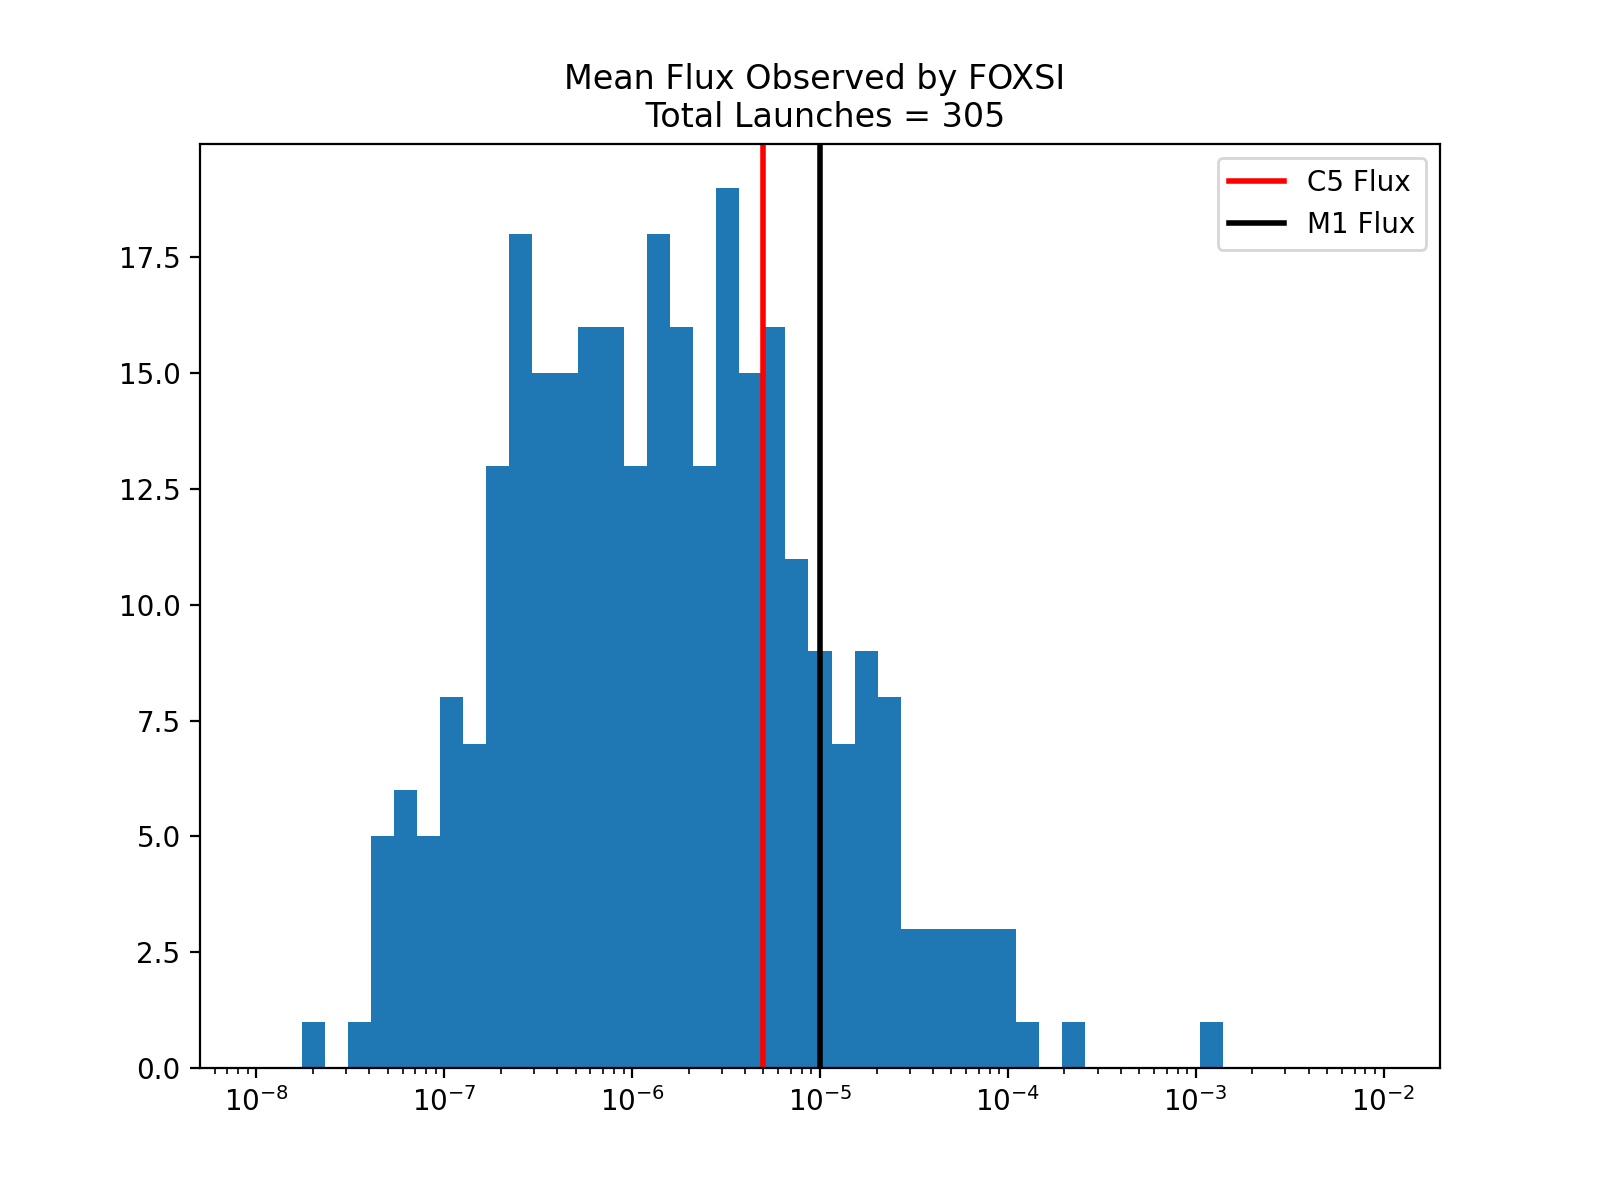 Mean Flux Observed by FOXSI
Total Launches = 305
C5 Flux
M1 Flux
17.5
15.0
12.5
10.0
7.5
5.0
2.5
0.0
10⁻⁸ 10⁻⁷ 10⁻⁶ 10⁻⁵ 10⁻⁴ 10⁻³ 10⁻²